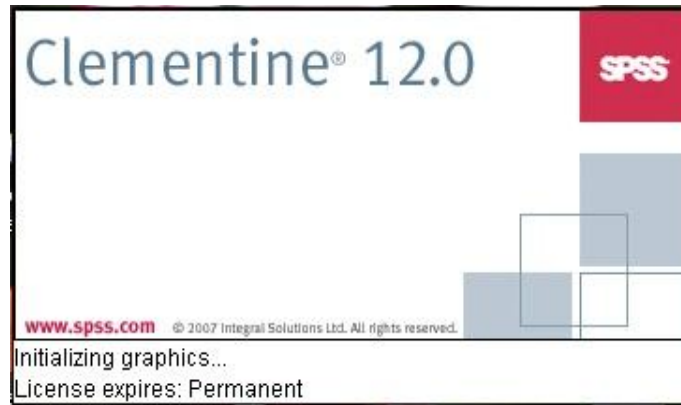 Clementine® 12.0
SPSS
www.spss.com © 2007 Integral Solutions Ltd. All rights reserved.
Initializing graphics...
License expires: Permanent